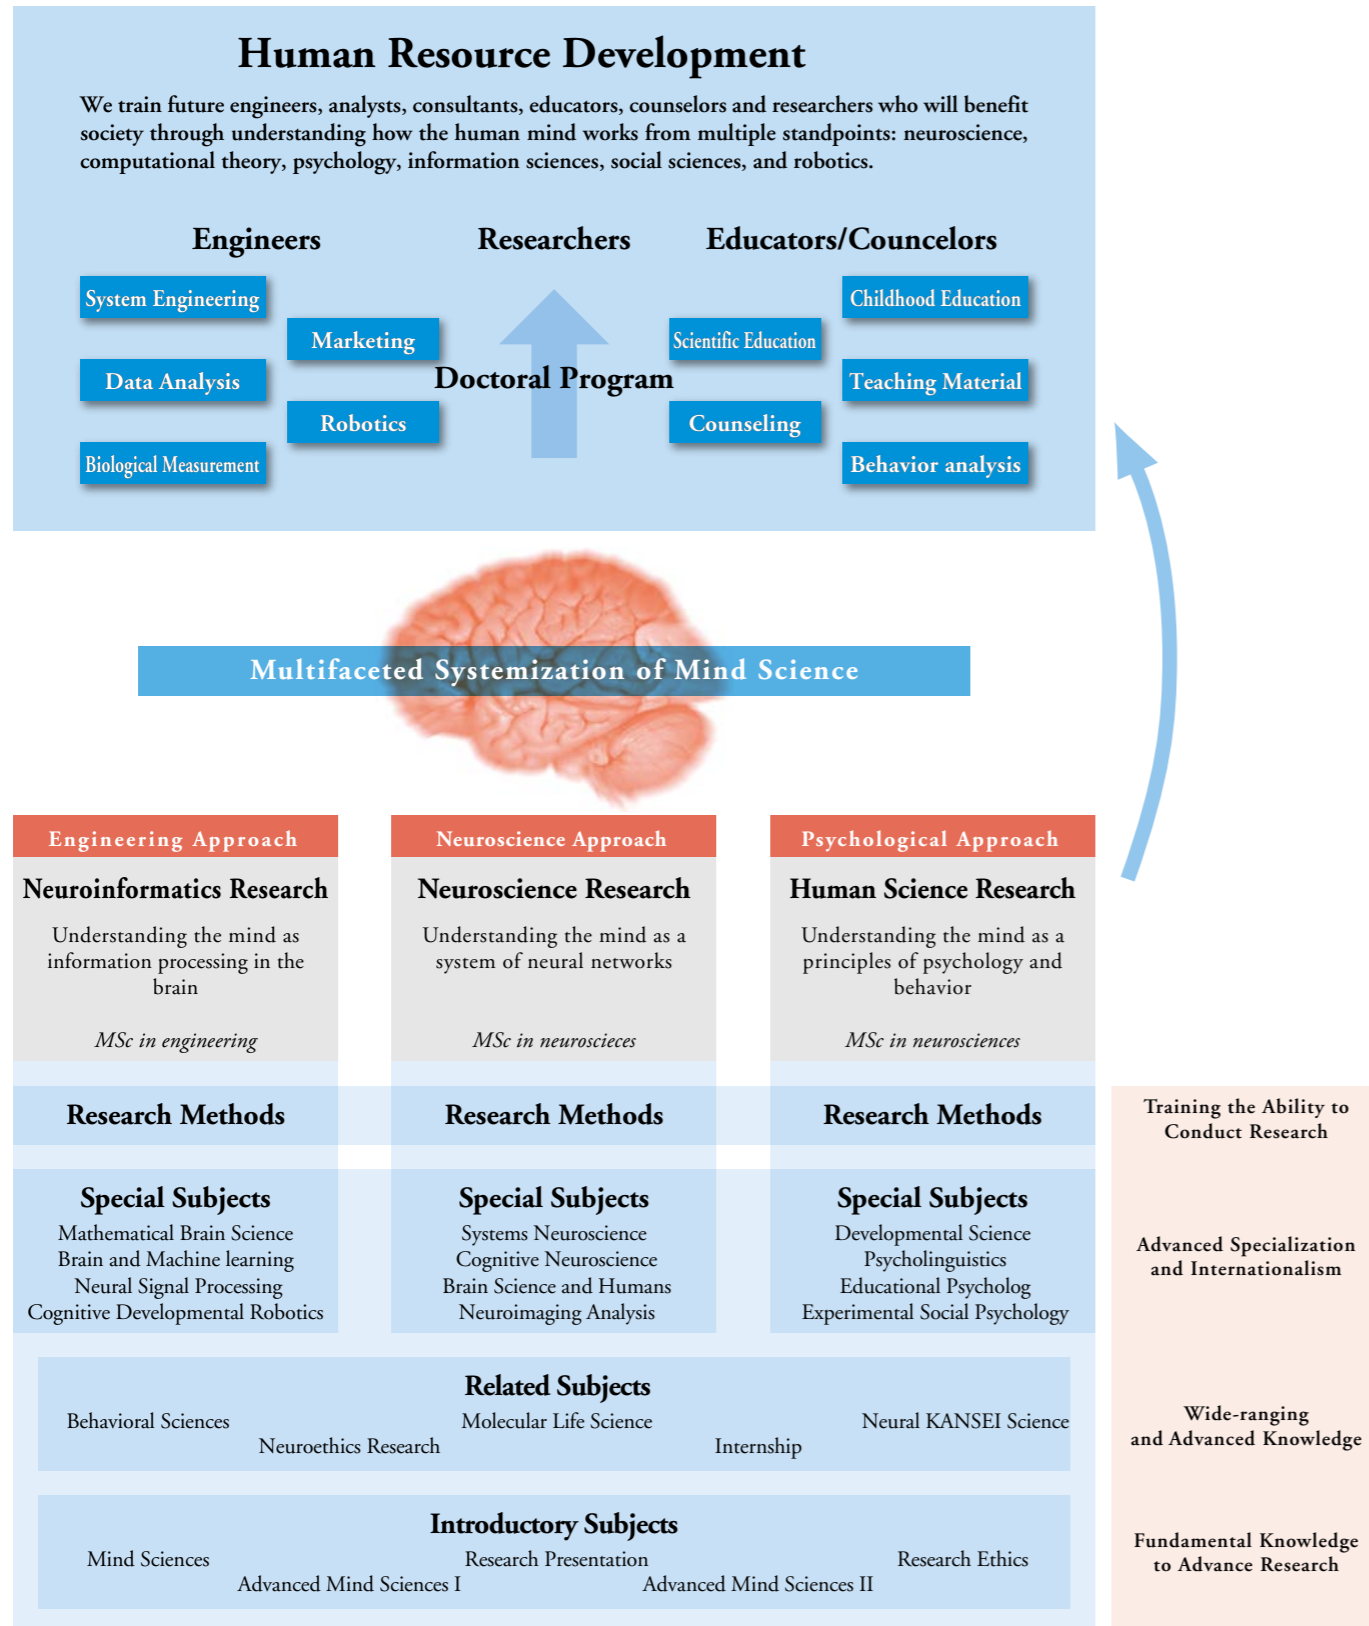 Human Resource Development
We train future engineers, analysts, consultants, educators, counselors and researchers who will benefit
society through understanding how the human mind works from multiple standpoints: neuroscience,
computational theory, psychology, information sciences, social sciences, and robotics.
Engineers
Researchers
Educators/Councelors
System Engineering
Marketing
Data Analysis
Robotics
Biological Measurement
Doctoral Program
Childhood Education
Scientific Education
Teaching Material
Counseling
Behavior analysis
Multifaceted Systemization of Mind Science
Engineering Approach
Neuroinformatics Research
Understanding the mind as
information processing in the
brain
MSc in engineering
Neuroscience Approach
Neuroscience Research
Understanding the mind as a
system of neural networks
MSc in neuroscieces
Psychological Approach
Human Science Research
Understanding the mind as a
principles of psychology and
behavior
MSc in neurosciences
Research Methods
Research Methods
Research Methods
Training the Ability to
Conduct Research
Special Subjects
Mathematical Brain Science
Brain and Machine learning
Neural Signal Processing
Cognitive Developmental Robotics
Special Subjects
Systems Neuroscience
Cognitive Neuroscience
Brain Science and Humans
Neuroimaging Analysis
Special Subjects
Developmental Science
Psycholinguistics
Educational Psycholog
Experimental Social Psychology
Advanced Specialization
and Internationalism
Related Subjects
Behavioral Sciences
Molecular Life Science
Neural KANSEI Science
Neuroethics Research
Internship
Wide-ranging
and Advanced Knowledge
Introductory Subjects
Mind Sciences
Research Presentation
Research Ethics
Advanced Mind Sciences I
Advanced Mind Sciences II
Fundamental Knowledge
to Advance Research